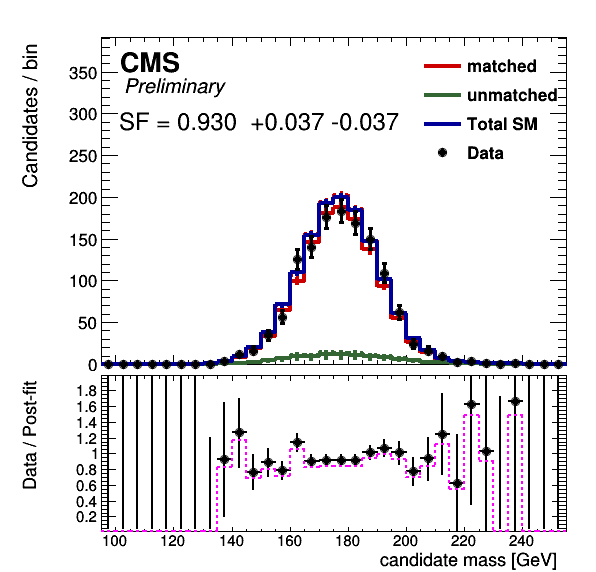 CMS
Preliminary
SF = 0.930 +0.037 -0.037
matched
unmatched
Total SM
Data
Candidates / bin
350
300
250
200
150
100
50
0
Data / Post-fit
1.8
1.6
1.4
1.2
1
0.8
0.6
0.4
0.2
100 120 140 160 180 200 220 240
candidate mass [GeV]